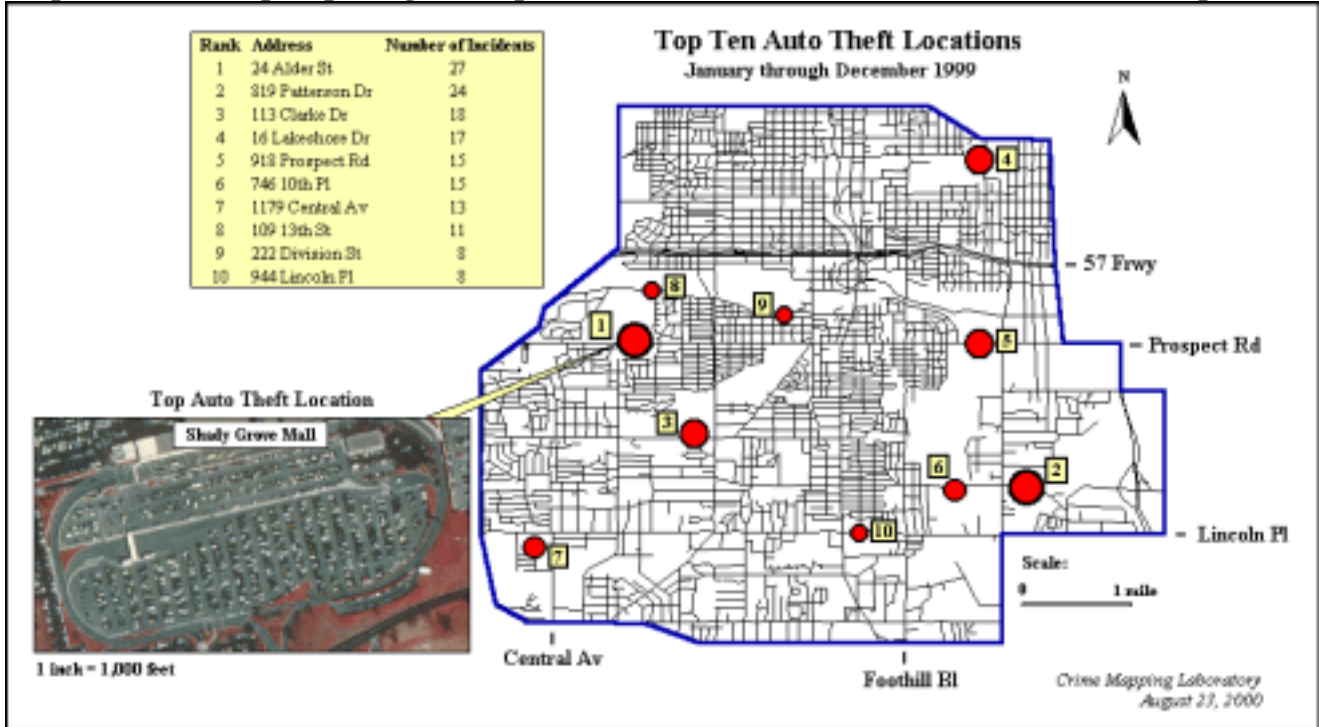 Rank Address Number of Incidents
1 24 Alder St 27
2 819 Patterson Dr 24
3 113 Clarke Dr 18
4 16 Lakeshore Dr 17
5 918 Prospect Rd 15
6 746 10th Pl 15
7 1179 Central Av 13
8 109 13th St 11
9 222 Division St 8
10 944 Lincoln Pl 8
Top Ten Auto Theft Locations
January through December 1999
N
4
57 Frwy
8
9
1
5
Prospect Rd
3
6
2
10
7
Lincoln Pl
Top Auto Theft Location
Shady Grove Mall
1 inch = 1,000 feet
Scale:
0 1 mile
Central Av
Foothill Bl
Crime Mapping Laboratory
August 23, 2000